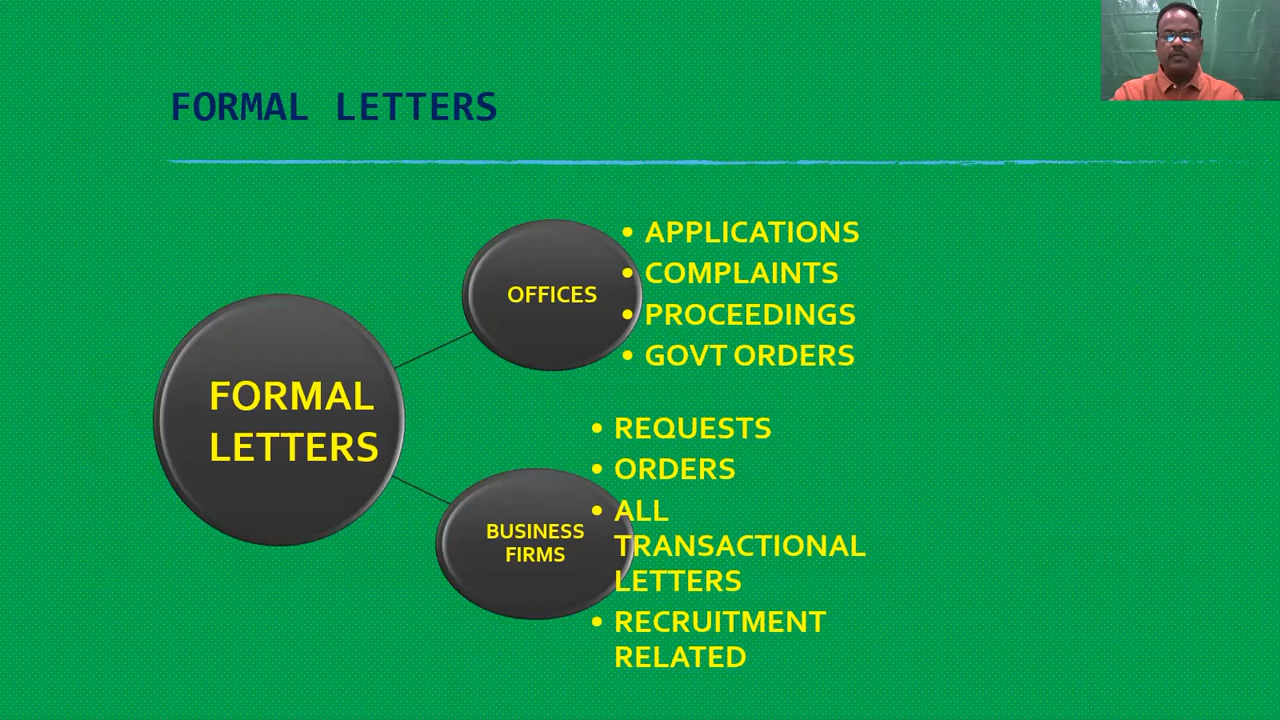 FORMAL LETTERS
FORMAL
LETTERS
OFFICES
• APPLICATIONS
• COMPLAINTS
• PROCEEDINGS
• GOVT ORDERS
BUSINESS
FIRMS
• REQUESTS
• ORDERS
• ALL
TRANSACTIONAL
LETTERS
• RECRUITMENT
RELATED